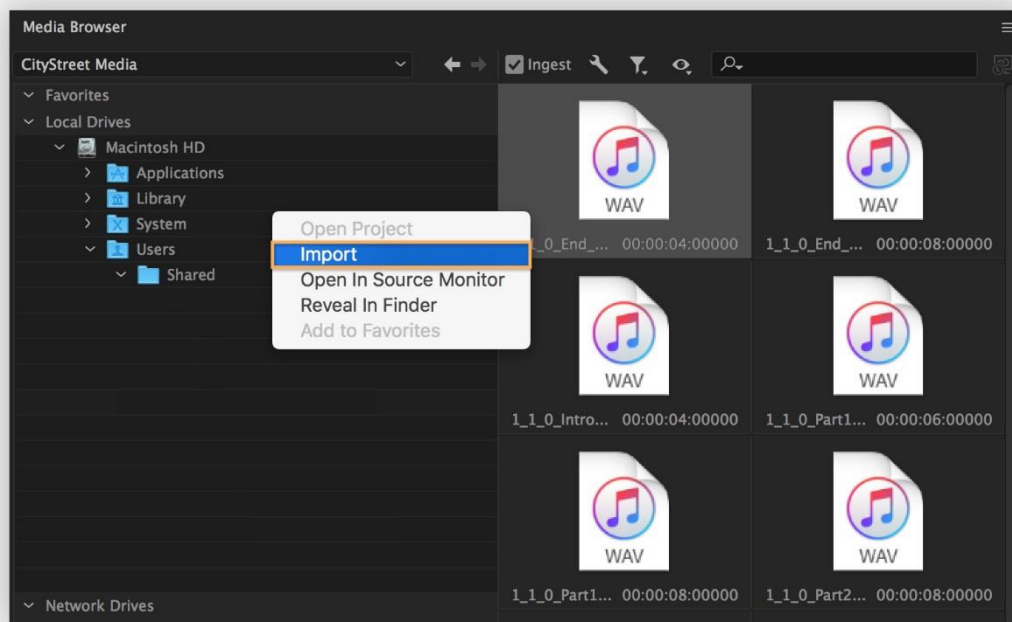 Media Browser
CityStreet Media
Ingest
Favorites
Local Drives
Macintosh HD
Applications
Library
System
Users
Shared
Network Drives
Open Project
Import
Open In Source Monitor
Reveal In Finder
Add to Favorites
WAV
WAV
1_0_End_... 00:00:04:00000
1_1_0_End_... 00:00:08:00000
WAV
WAV
1_1_0_Intro... 00:00:04:00000
1_1_0_Part1... 00:00:06:00000
WAV
WAV
1_1_0_Part1... 00:00:08:00000
1_1_0_Part2... 00:00:08:00000